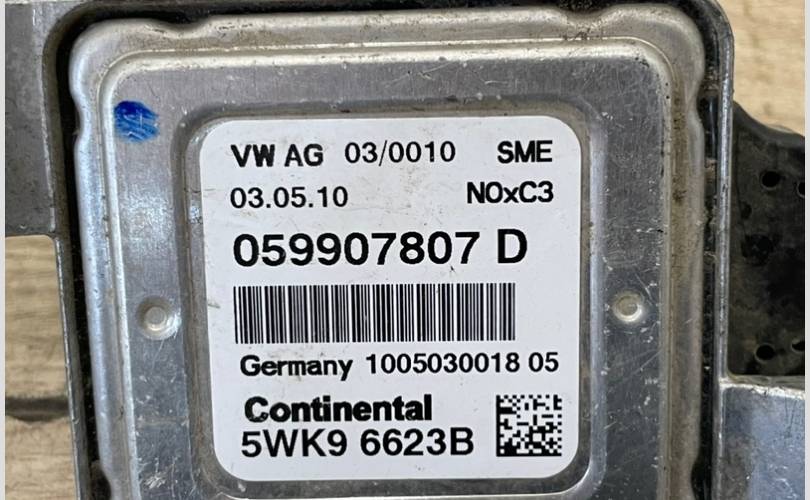 VW AG 03/0010 SME
03.05.10 NOxC3
059907807 D
Germany 1005030018 05
Continental
5WK9 6623B